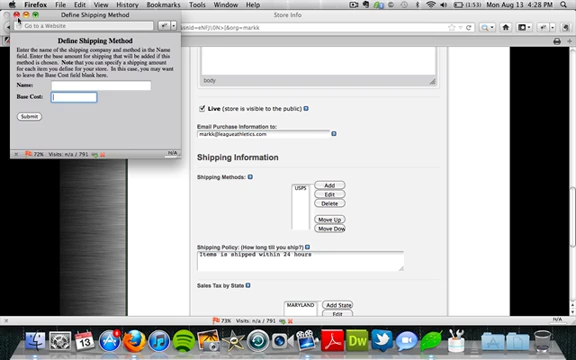 Firefox File Edit View History Bookmarks Tools Window Help
(1:53) Mon Aug 13 4:28 PM
Define Shipping Method
Store Info
Go to a Website
Define Shipping Method
Enter the name of the shipping company and method in the Name
field. Enter the base amount for shipping that will be added if this
method is chosen. Note that you can specify a shipping amount
for each item you define for your store. In this case, you may want
to leave the Base Cost field blank here.
Name:
Base Cost:
Submit
72% Visits: n/a / 791 N/A
body
Live (store is visible to the public)
Email Purchase Information to:
markk@leagueathletics.com
Shipping Information
Shipping Methods:
USPS
Add
Edit
Delete
Move Up
Move Dow
Shipping Policy: (How long till you ship?)
Items is shipped within 24 hours
Sales Tax by State
MARYLAND
Add State
Edit
73% Visits: n/a / 791 N/A
13
Dw